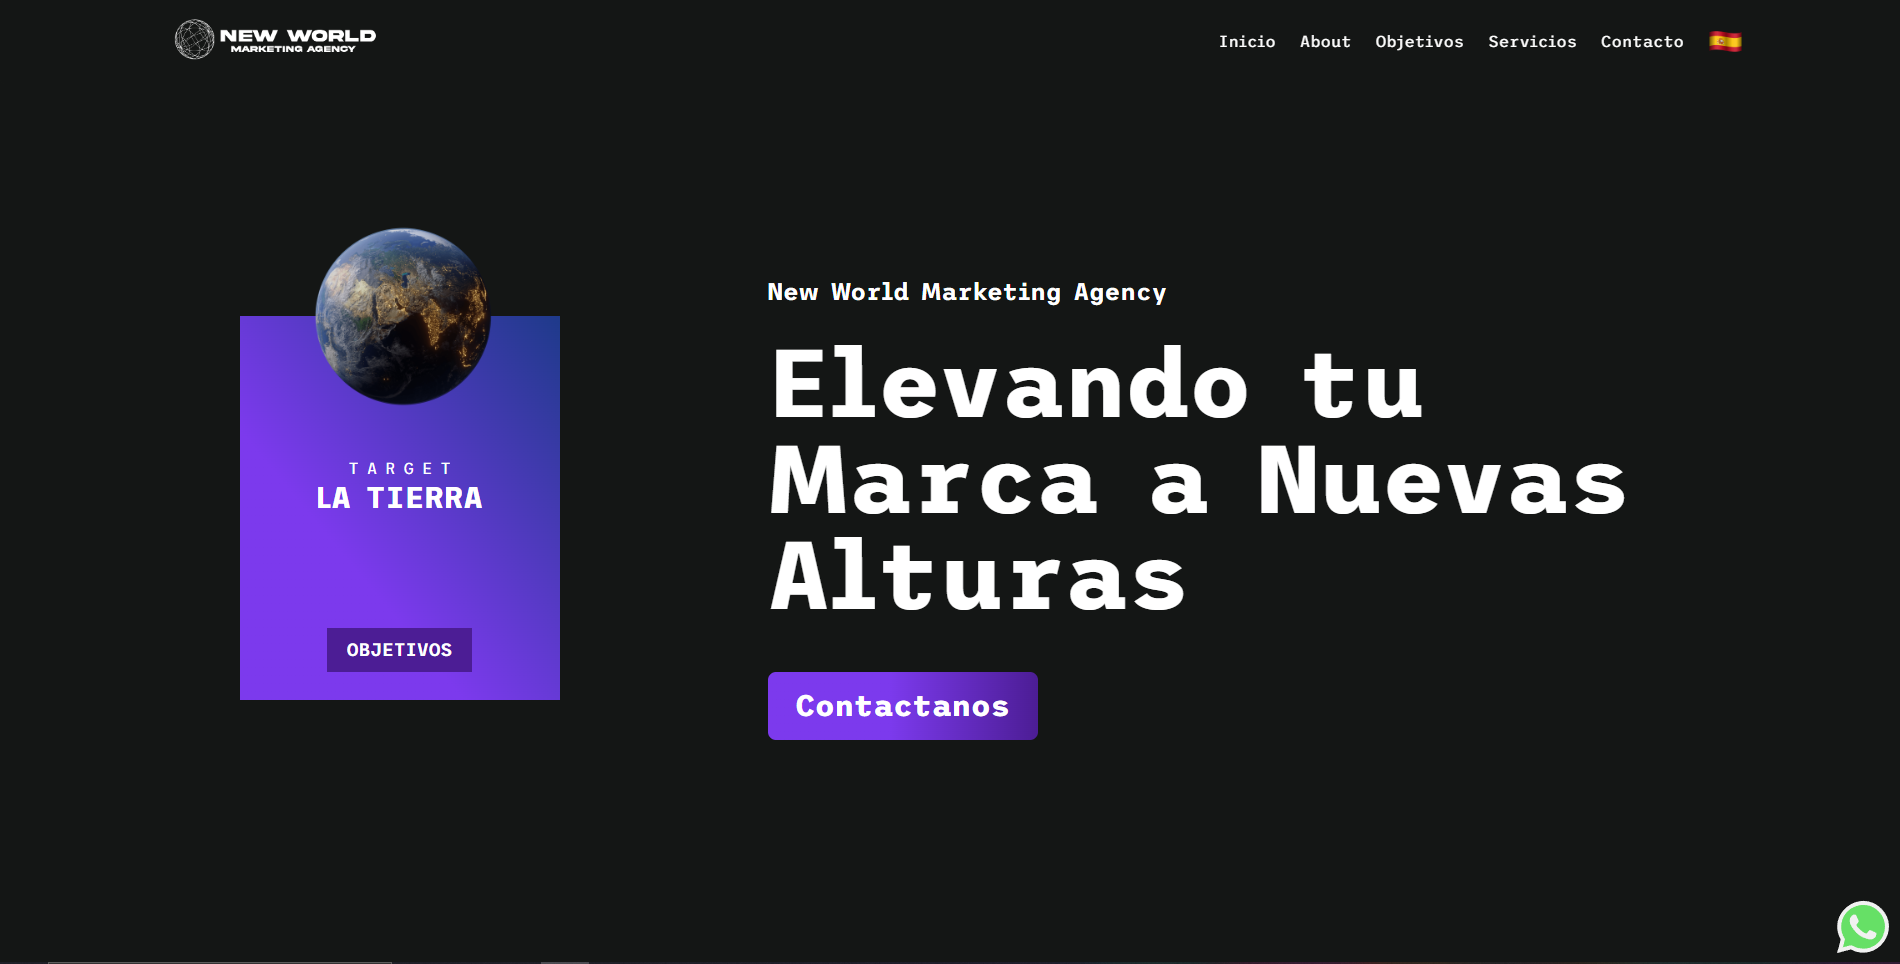 NEW WORLD
MARKETING AGENCY
Inicio About Objetivos Servicios Contacto
New World Marketing Agency
Elevando tu
Marca a Nuevas
Alturas
TARGET
LA TIERRA
OBJETIVOS
Contactanos